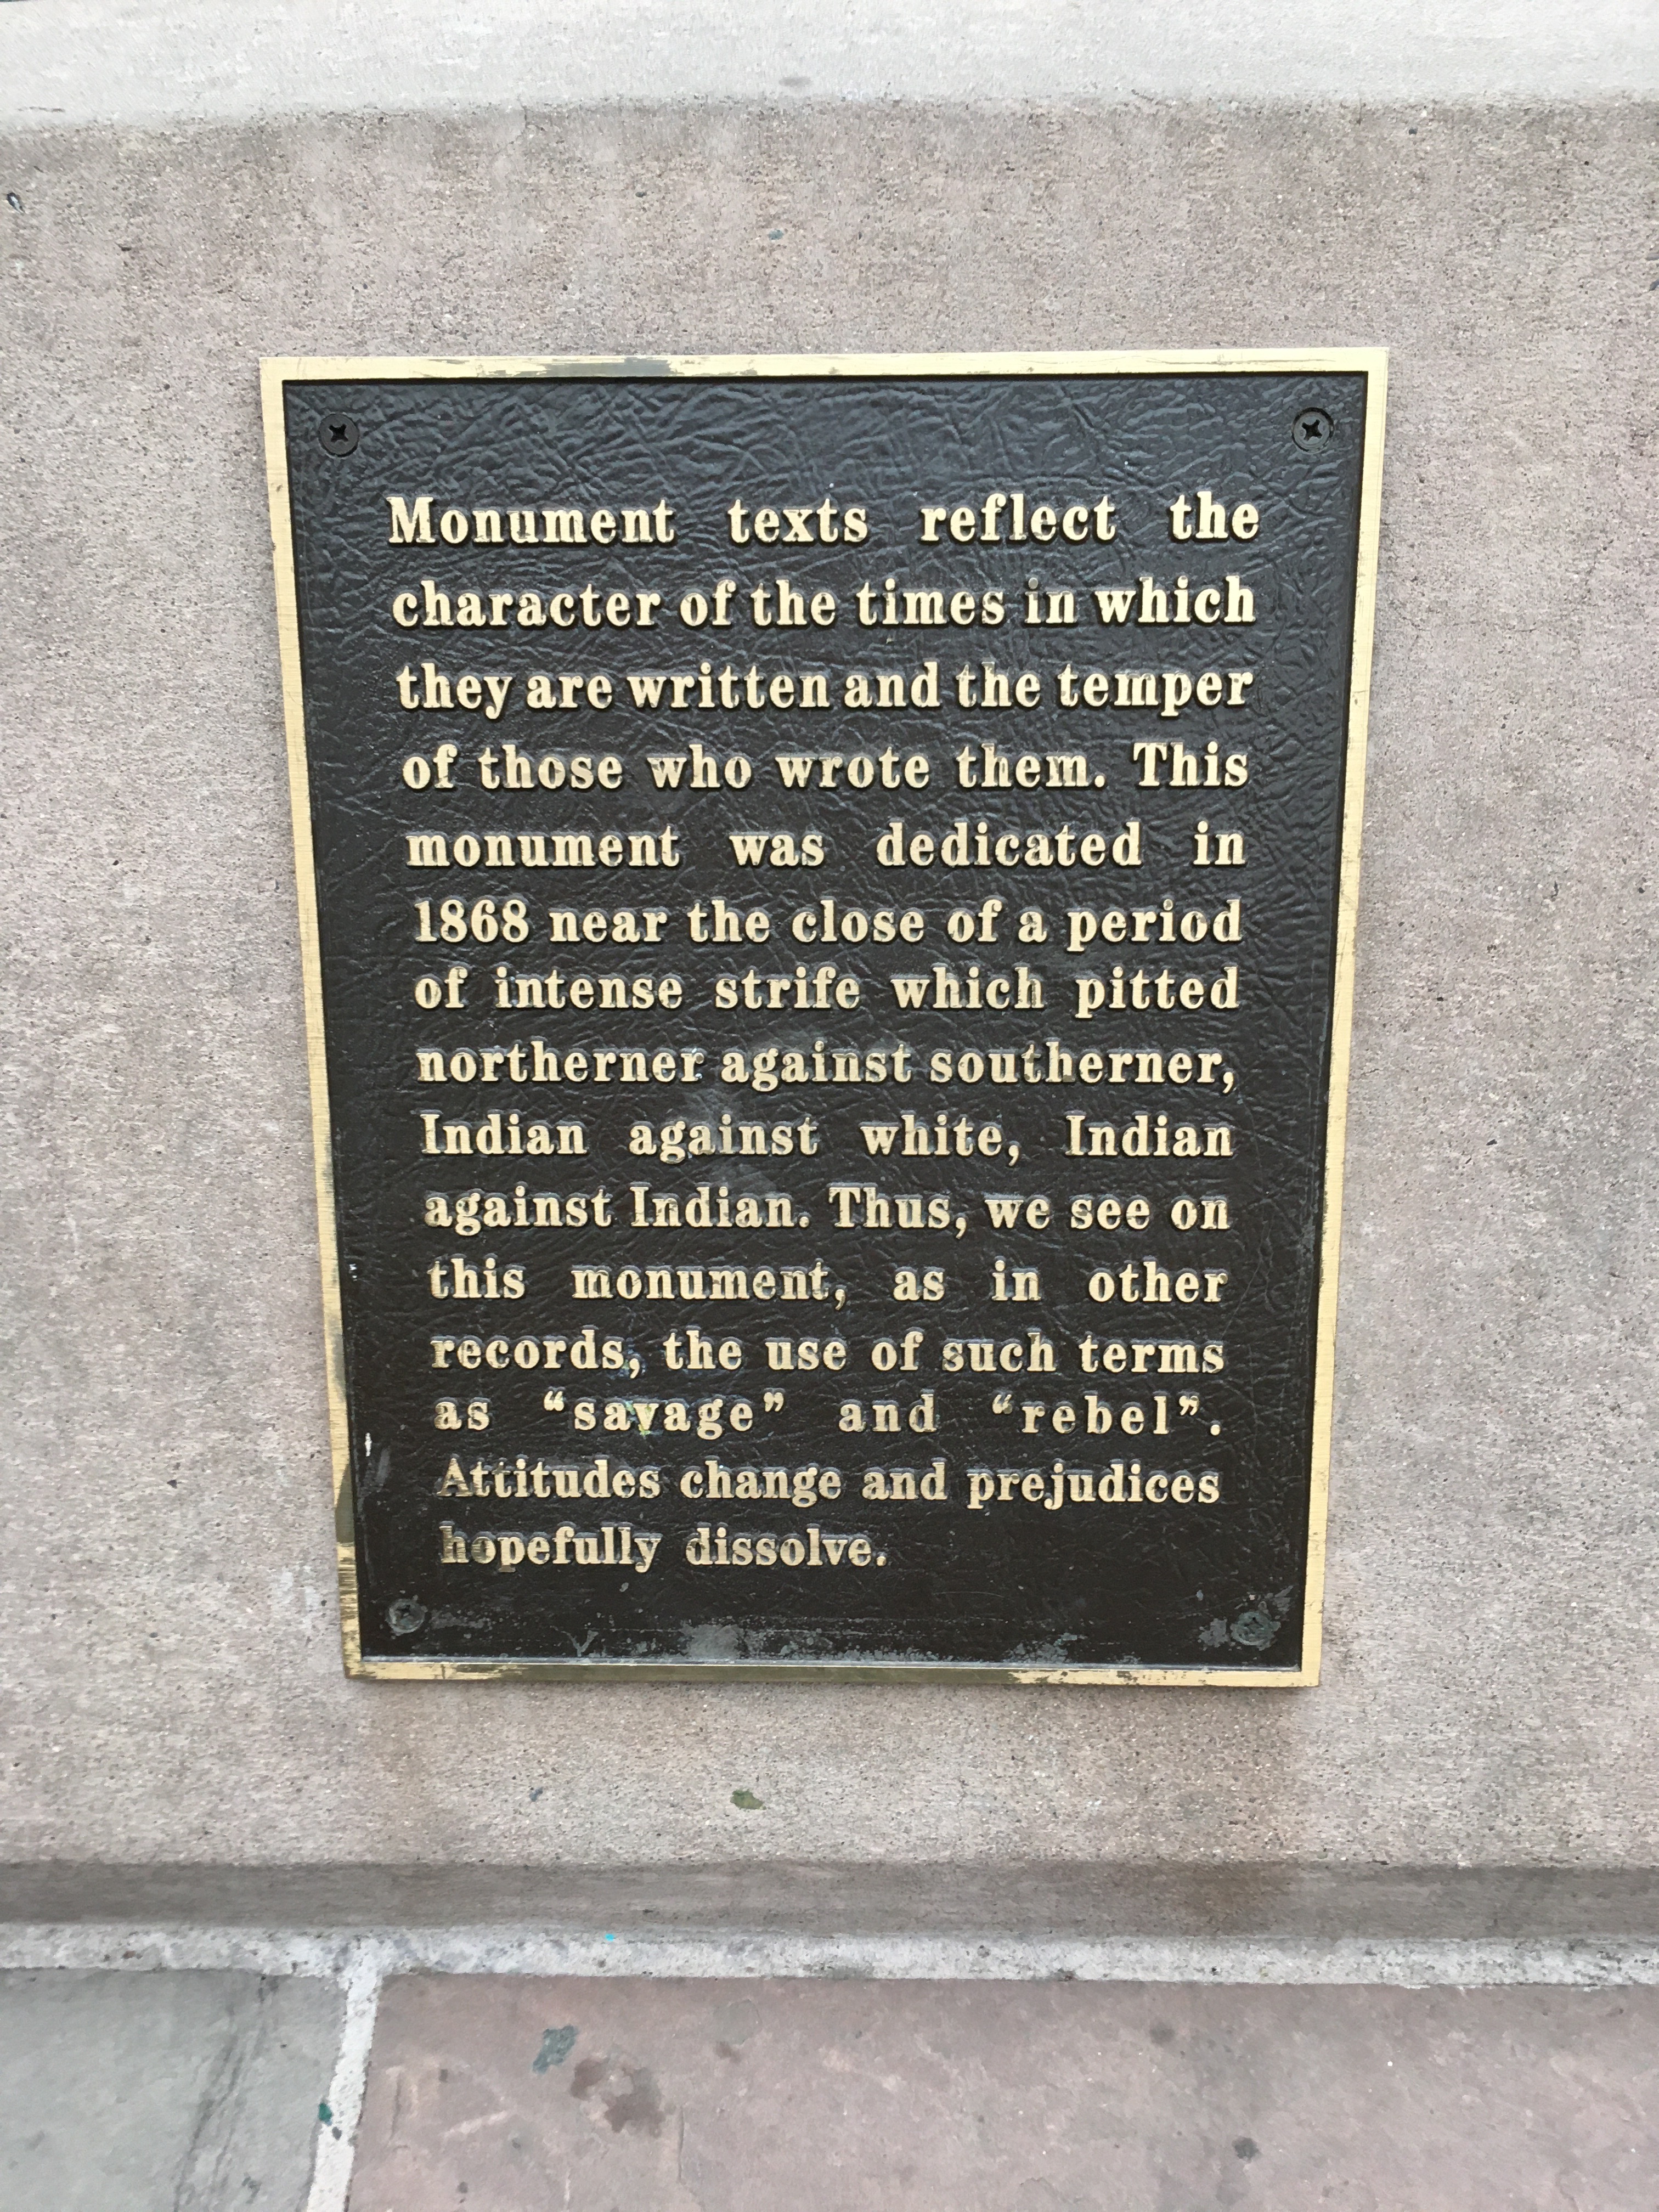 Monument texts reflect the
character of the times in which
they are written and the temper
of those who wrote them. This
monument was dedicated in
1868 near the close of a period
of intense strife which pitted
northerner against southerner,
Indian against white, Indian
against Indian. Thus, we see on
this monument, as in other
records, the use of such terms
as “savage” and “rebel”.
Attitudes change and prejudices
hopefully dissolve.